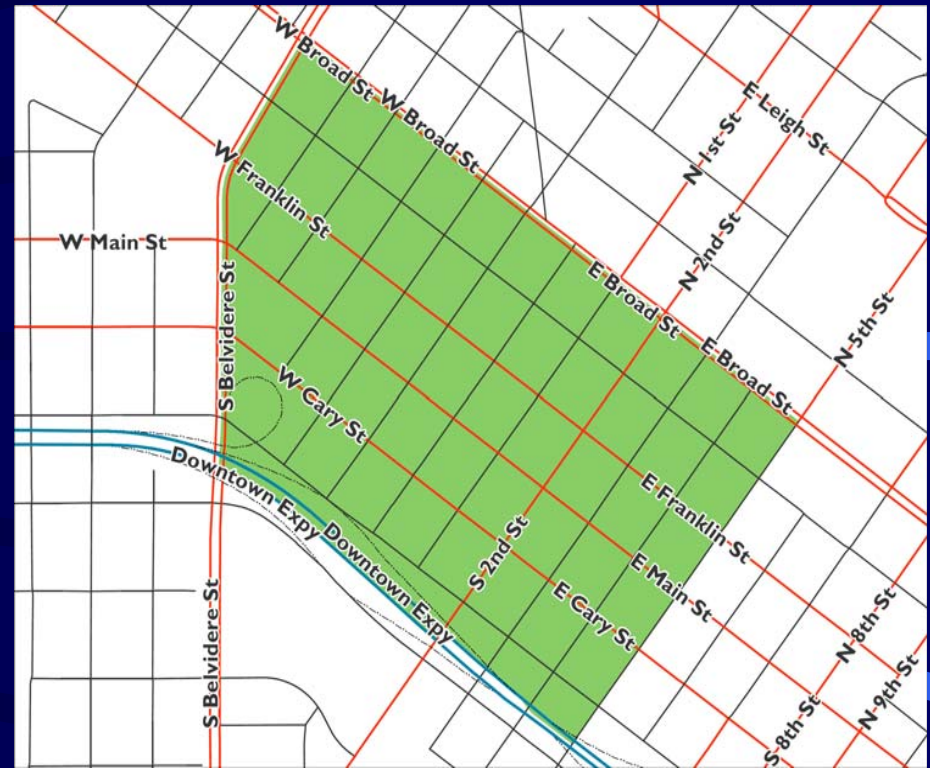 W Broad St
W Broad St
E Leigh St
N 1st St
W Franklin St
N 2nd St
W Main St
E Broad St
S Belvidere St
N 5th St
E Broad St
W Cary St
Downtown Expy
E Franklin St
Downtown Expy
S 2nd St
E Main St
E Cary St
N 8th St
S Belvidere St
N 9th St
S 8th St